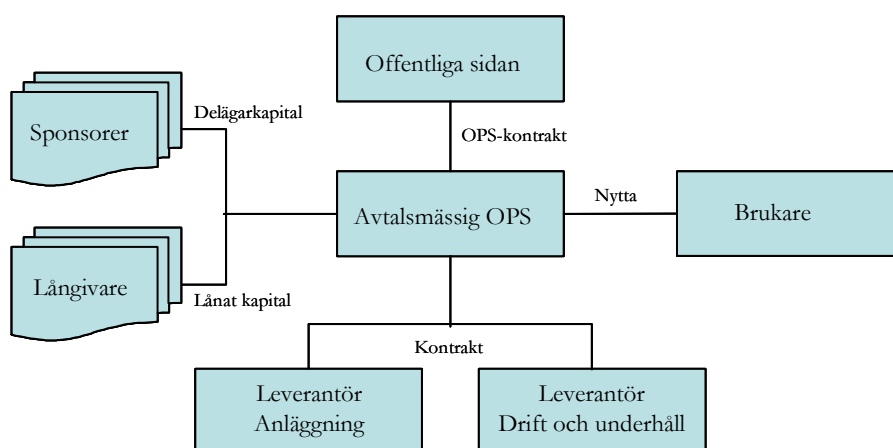 Offentliga sidan
Delägarkapital
Sponsorer
OPS-kontrakt
Avtalsmässig OPS
Nytta
Brukare
Långivare
Lånat kapital
Kontrakt
Leverantör
Anläggning
Leverantör
Drift och underhåll